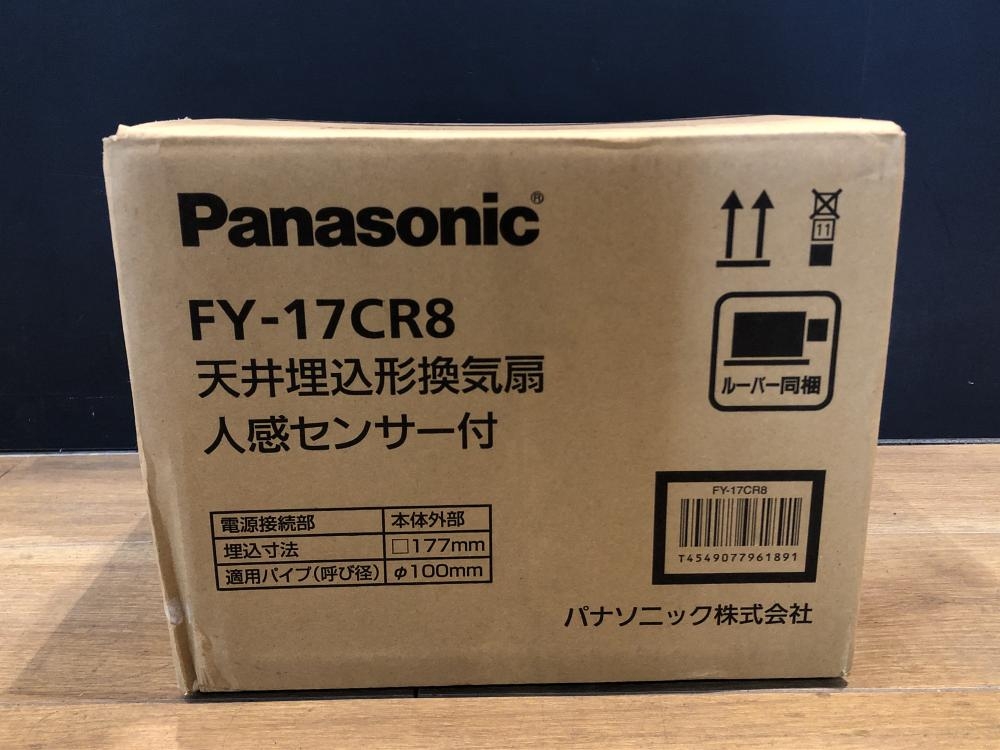 Panasonic®
FY-17CR8
天井埋込形換気扇
人感センサー付
11
ルーバー同梱
電源接続部 本体外部
埋込寸法 □177mm
適用パイプ(呼び径) φ100mm
FY-17CR8
T4549077961891
パナソニック株式会社